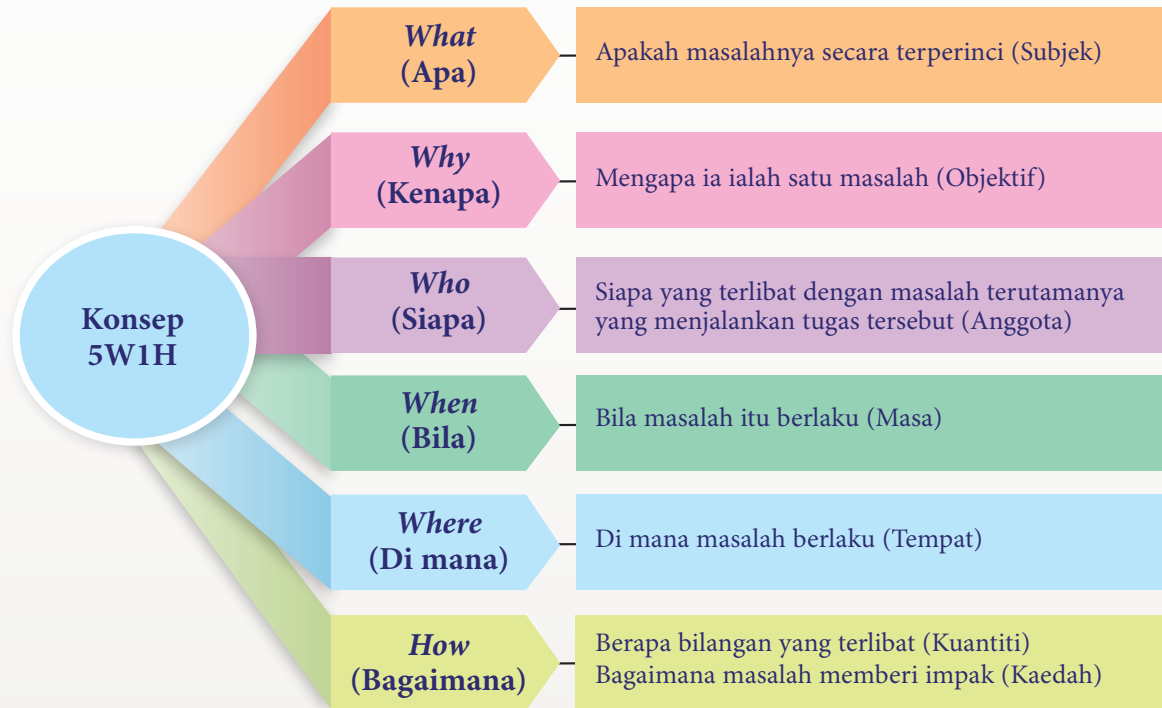 Konsep
5W1H
What
(Apa)
Apakah masalahnya secara terperinci (Subjek)
Why
(Kenapa)
Mengapa ia ialah satu masalah (Objektif)
Who
(Siapa)
Siapa yang terlibat dengan masalah terutamanya
yang menjalankan tugas tersebut (Anggota)
When
(Bila)
Bila masalah itu berlaku (Masa)
Where
(Di mana)
Di mana masalah berlaku (Tempat)
How
(Bagaimana)
Berapa bilangan yang terlibat (Kuantiti)
Bagaimana masalah memberi impak (Kaedah)